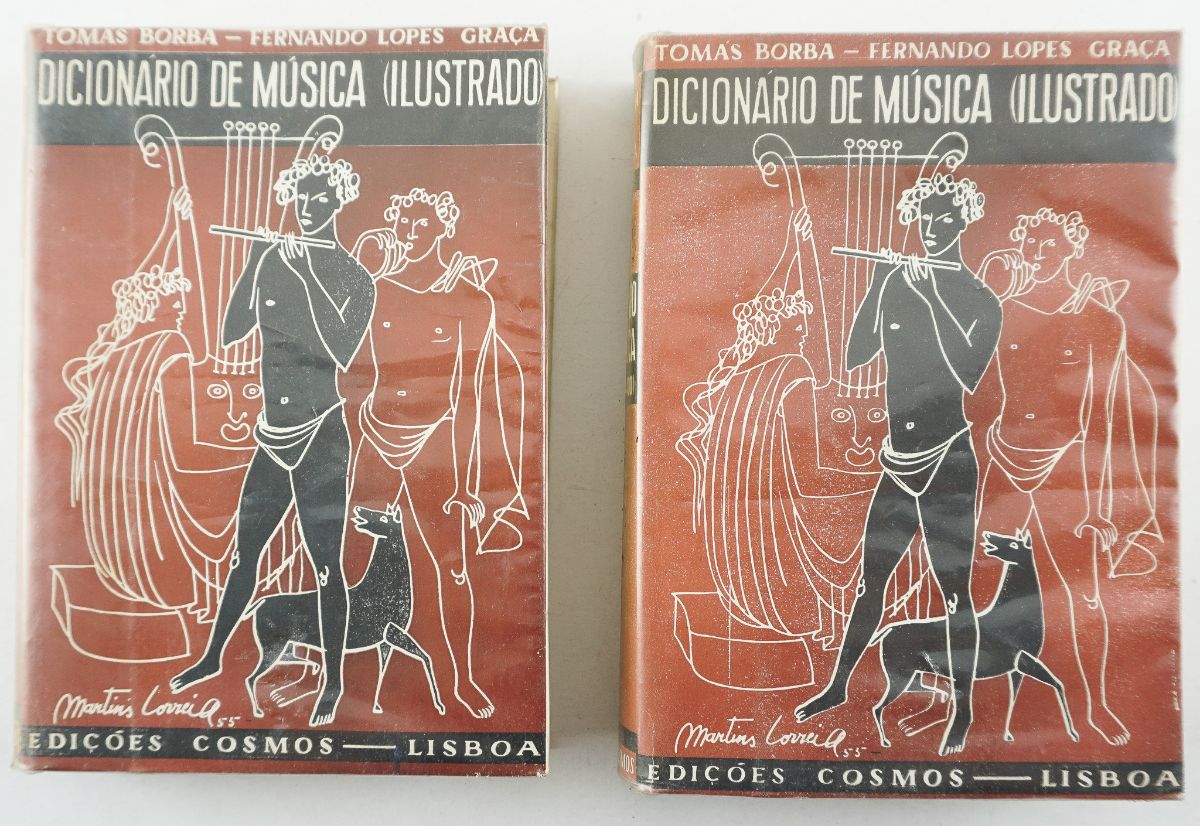 TOMÁS BORBA – FERNANDO LOPES GRAÇA
DICIONÁRIO DE MÚSICA (ILUSTRADO)
Martins Correia 55-
EDIÇÕES COSMOS — LISBOA
TOMÁS BORBA – FERNANDO LOPES GRAÇA
DICIONÁRIO DE MÚSICA (ILUSTRADO)
Martins Correia 55-
EDIÇÕES COSMOS — LISBOA